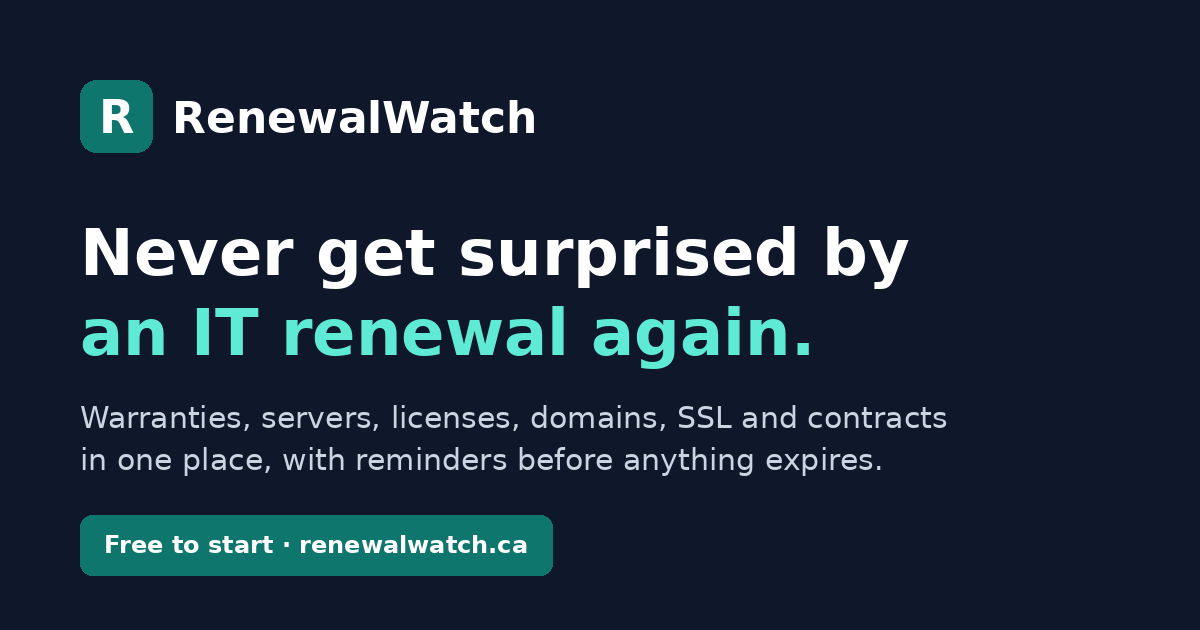 R RenewalWatch
Never get surprised by
an IT renewal again.
Warranties, servers, licenses, domains, SSL and contracts
in one place, with reminders before anything expires.
Free to start · renewalwatch.ca